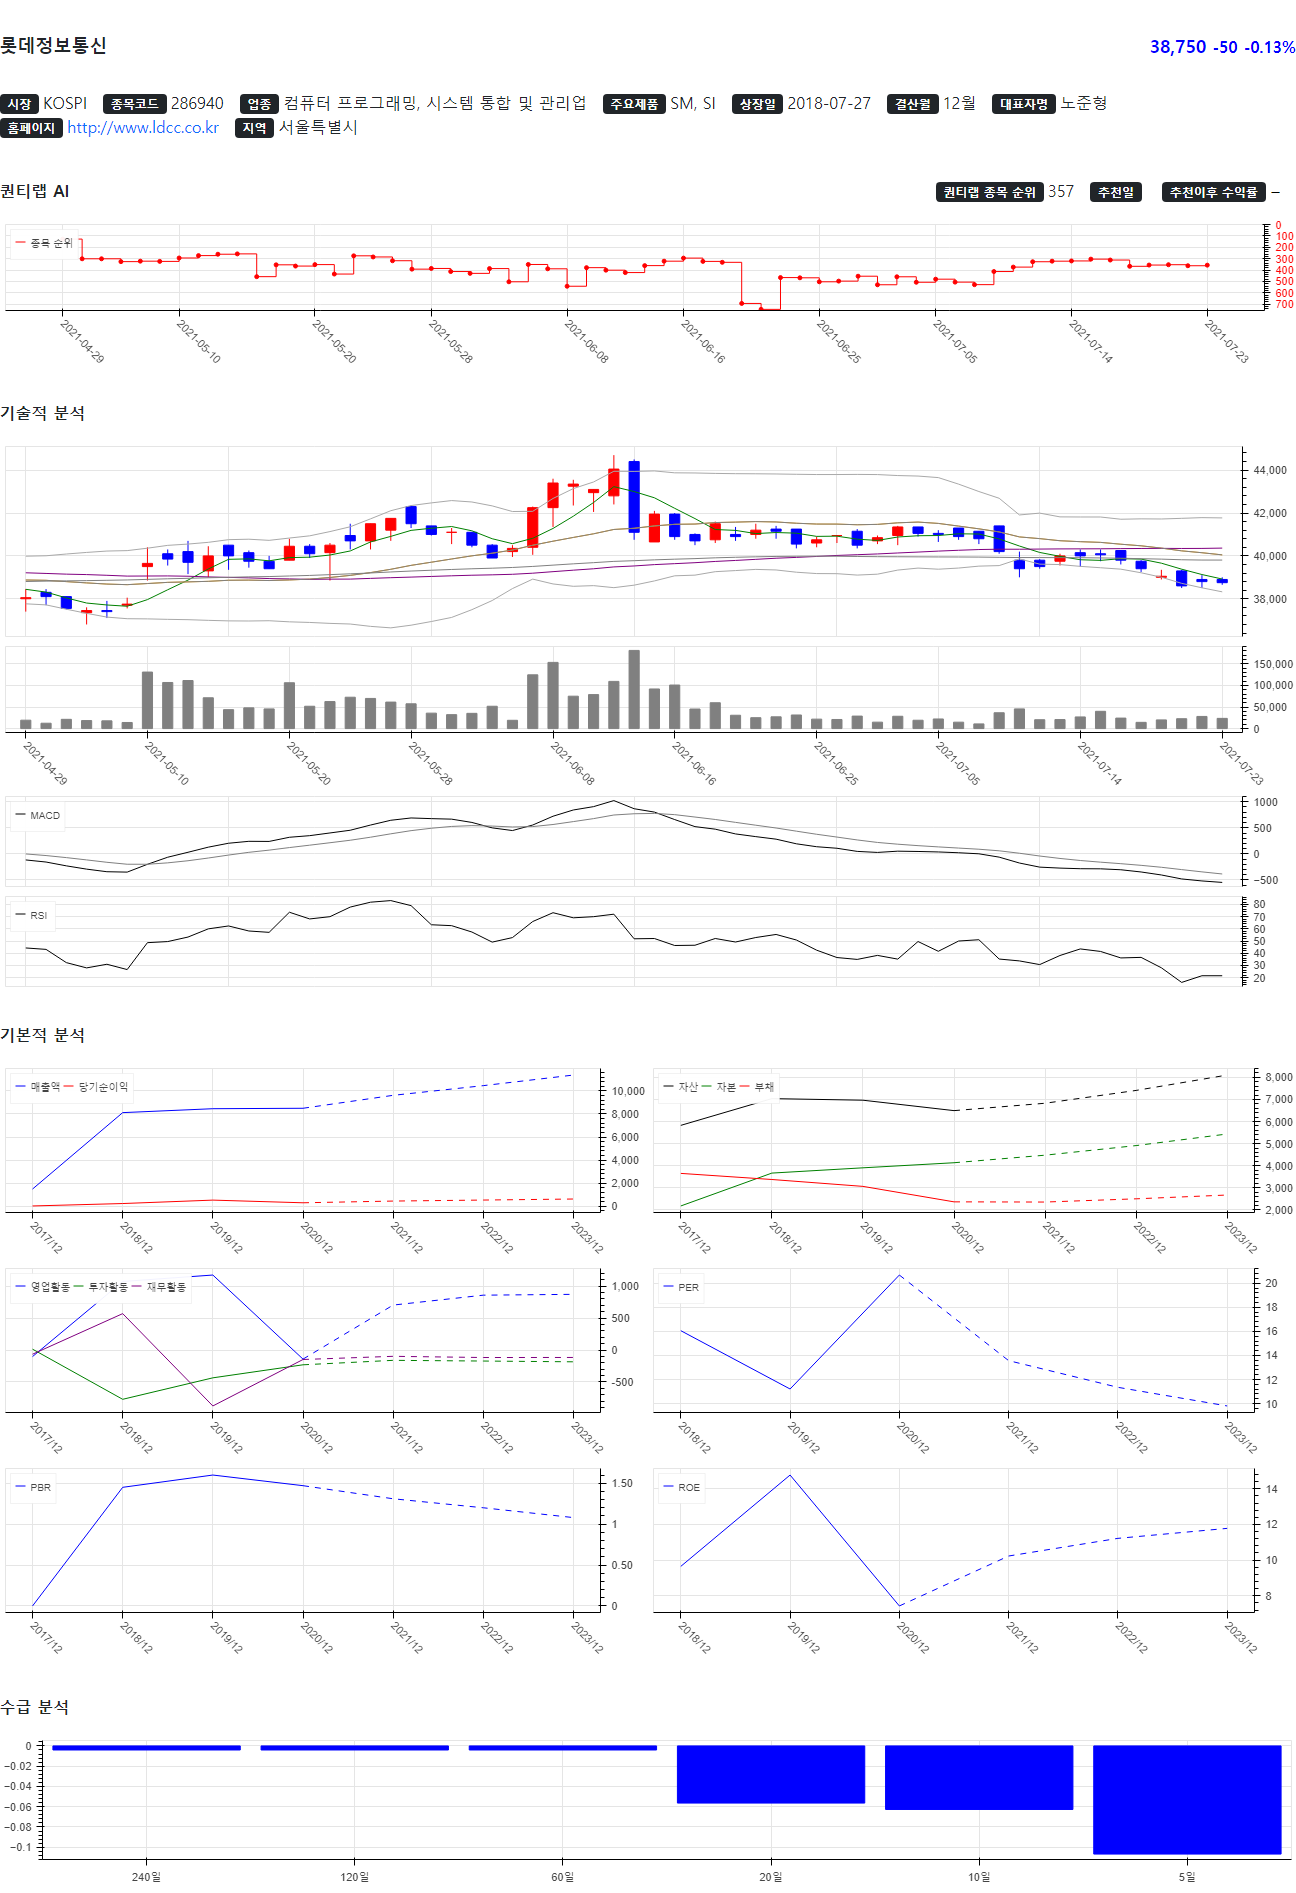 롯데정보통신
38,750 -50 -0.13%
시장 KOSPI 종목코드 286940 업종 컴퓨터 프로그래밍, 시스템 통합 및 관리업 주요제품 SM, SI 상장일 2018-07-27 결산월 12월 대표자명 노준형
홈페이지 http://www.ldcc.co.kr 지역 서울특별시
퀀티랩 AI
퀀티랩 종목 순위 357 추천일 추천이후 수익률 –
종목 순위
0
100
200
300
400
500
600
700
2021-04-29 2021-05-10 2021-05-20 2021-05-28 2021-06-08 2021-06-16 2021-06-25 2021-07-05 2021-07-14 2021-07-23
기술적 분석
44,000
42,000
40,000
38,000
150,000
100,000
50,000
0
2021-04-29 2021-05-10 2021-05-20 2021-05-28 2021-06-08 2021-06-16 2021-06-25 2021-07-05 2021-07-14 2021-07-23
MACD
1000
500
0
−500
RSI
80
70
60
50
40
30
20
기본적 분석
매출액 당기순이익
10,000
8,000
6,000
4,000
2,000
0
2017/12 2018/12 2019/12 2020/12 2021/12 2022/12 2023/12
자산 자본 부채
8,000
7,000
6,000
5,000
4,000
3,000
2,000
2017/12 2018/12 2019/12 2020/12 2021/12 2022/12 2023/12
영업활동 투자활동 재무활동
1,000
500
0
-500
2017/12 2018/12 2019/12 2020/12 2021/12 2022/12 2023/12
PER
20
18
16
14
12
10
2018/12 2019/12 2020/12 2021/12 2022/12 2023/12
PBR
1.50
1
0.50
0
2017/12 2018/12 2019/12 2020/12 2021/12 2022/12 2023/12
ROE
14
12
10
8
2018/12 2019/12 2020/12 2021/12 2022/12 2023/12
수급 분석
0
−0.02
−0.04
−0.06
−0.08
−0.1
240일 120일 60일 20일 10일 5일